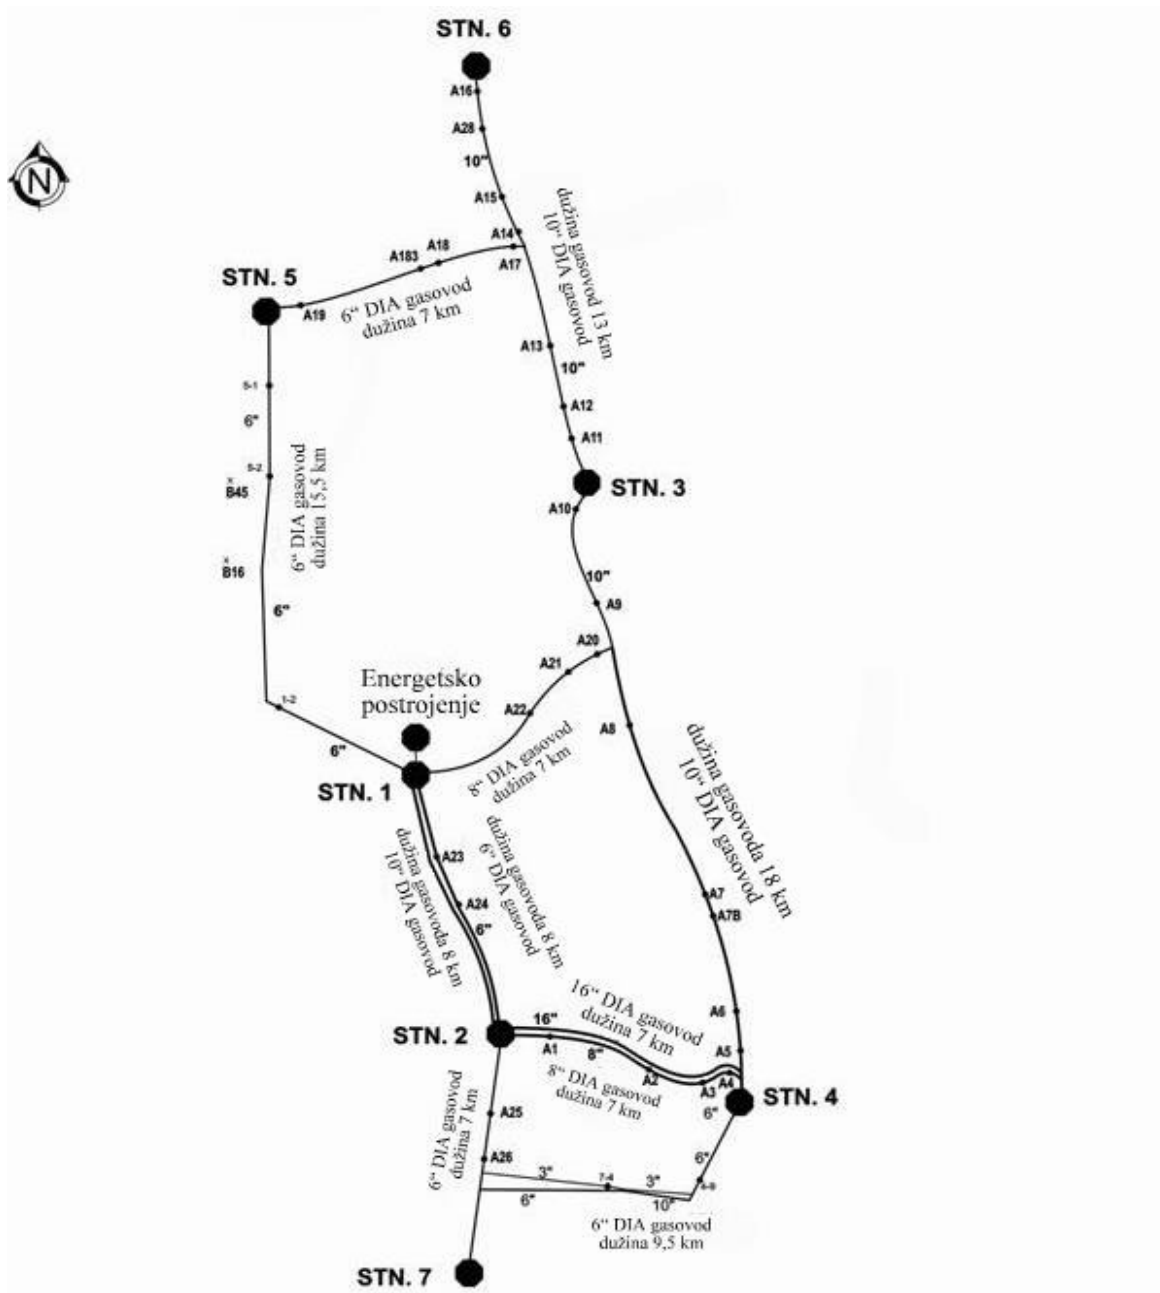 STN. 6
A16
A28
10"
A15
N
dužina gasovod 13 km
10“ DIA gasovod
A14
A17
A18
A183
STN. 5
A19
6“ DIA gasovod
dužina 7 km
A13
10"
5-1
6"
A12
A11
5-2
B45
6“ DIA gasovod
dužina 15,5 km
STN. 3
A10
B16
10"
6"
A9
A20
A21
Energetsko
postrojenje
1-2
A22
A8
6"
8“ DIA gasovod
dužina 7 km
STN. 1
dužina gasovoda 18 km
10“ DIA gasovod
A23
dužina gasovoda 8 km
10“ DIA gasovod
dužina gasovoda 8 km
6“ DIA gasovod
A24
6"
A7
A7B
16“ DIA gasovod
dužina 7 km
A6
16"
STN. 2
A1
8"
A5
A2
A3
A4
8“ DIA gasovod
dužina 7 km
STN. 4
6"
6“ DIA gasovod
dužina 7 km
A25
A26
6"
3"
7-4
3"
6"
10"
6“ DIA gasovod
dužina 9,5 km
STN. 7